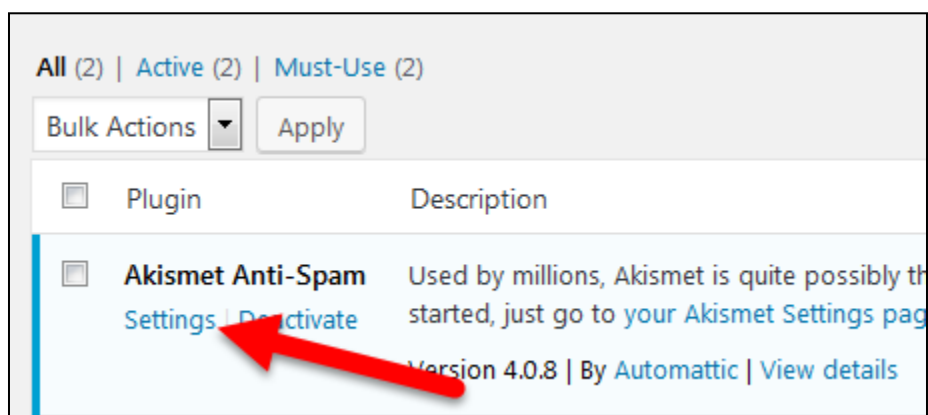 All (2) | Active (2) | Must-Use (2)
Bulk Actions Apply
Plugin Description
Akismet Anti-Spam Used by millions, Akismet is quite possibly th
Settings | Deactivate started, just go to your Akismet Settings pag
Version 4.0.8 | By Automattic | View details